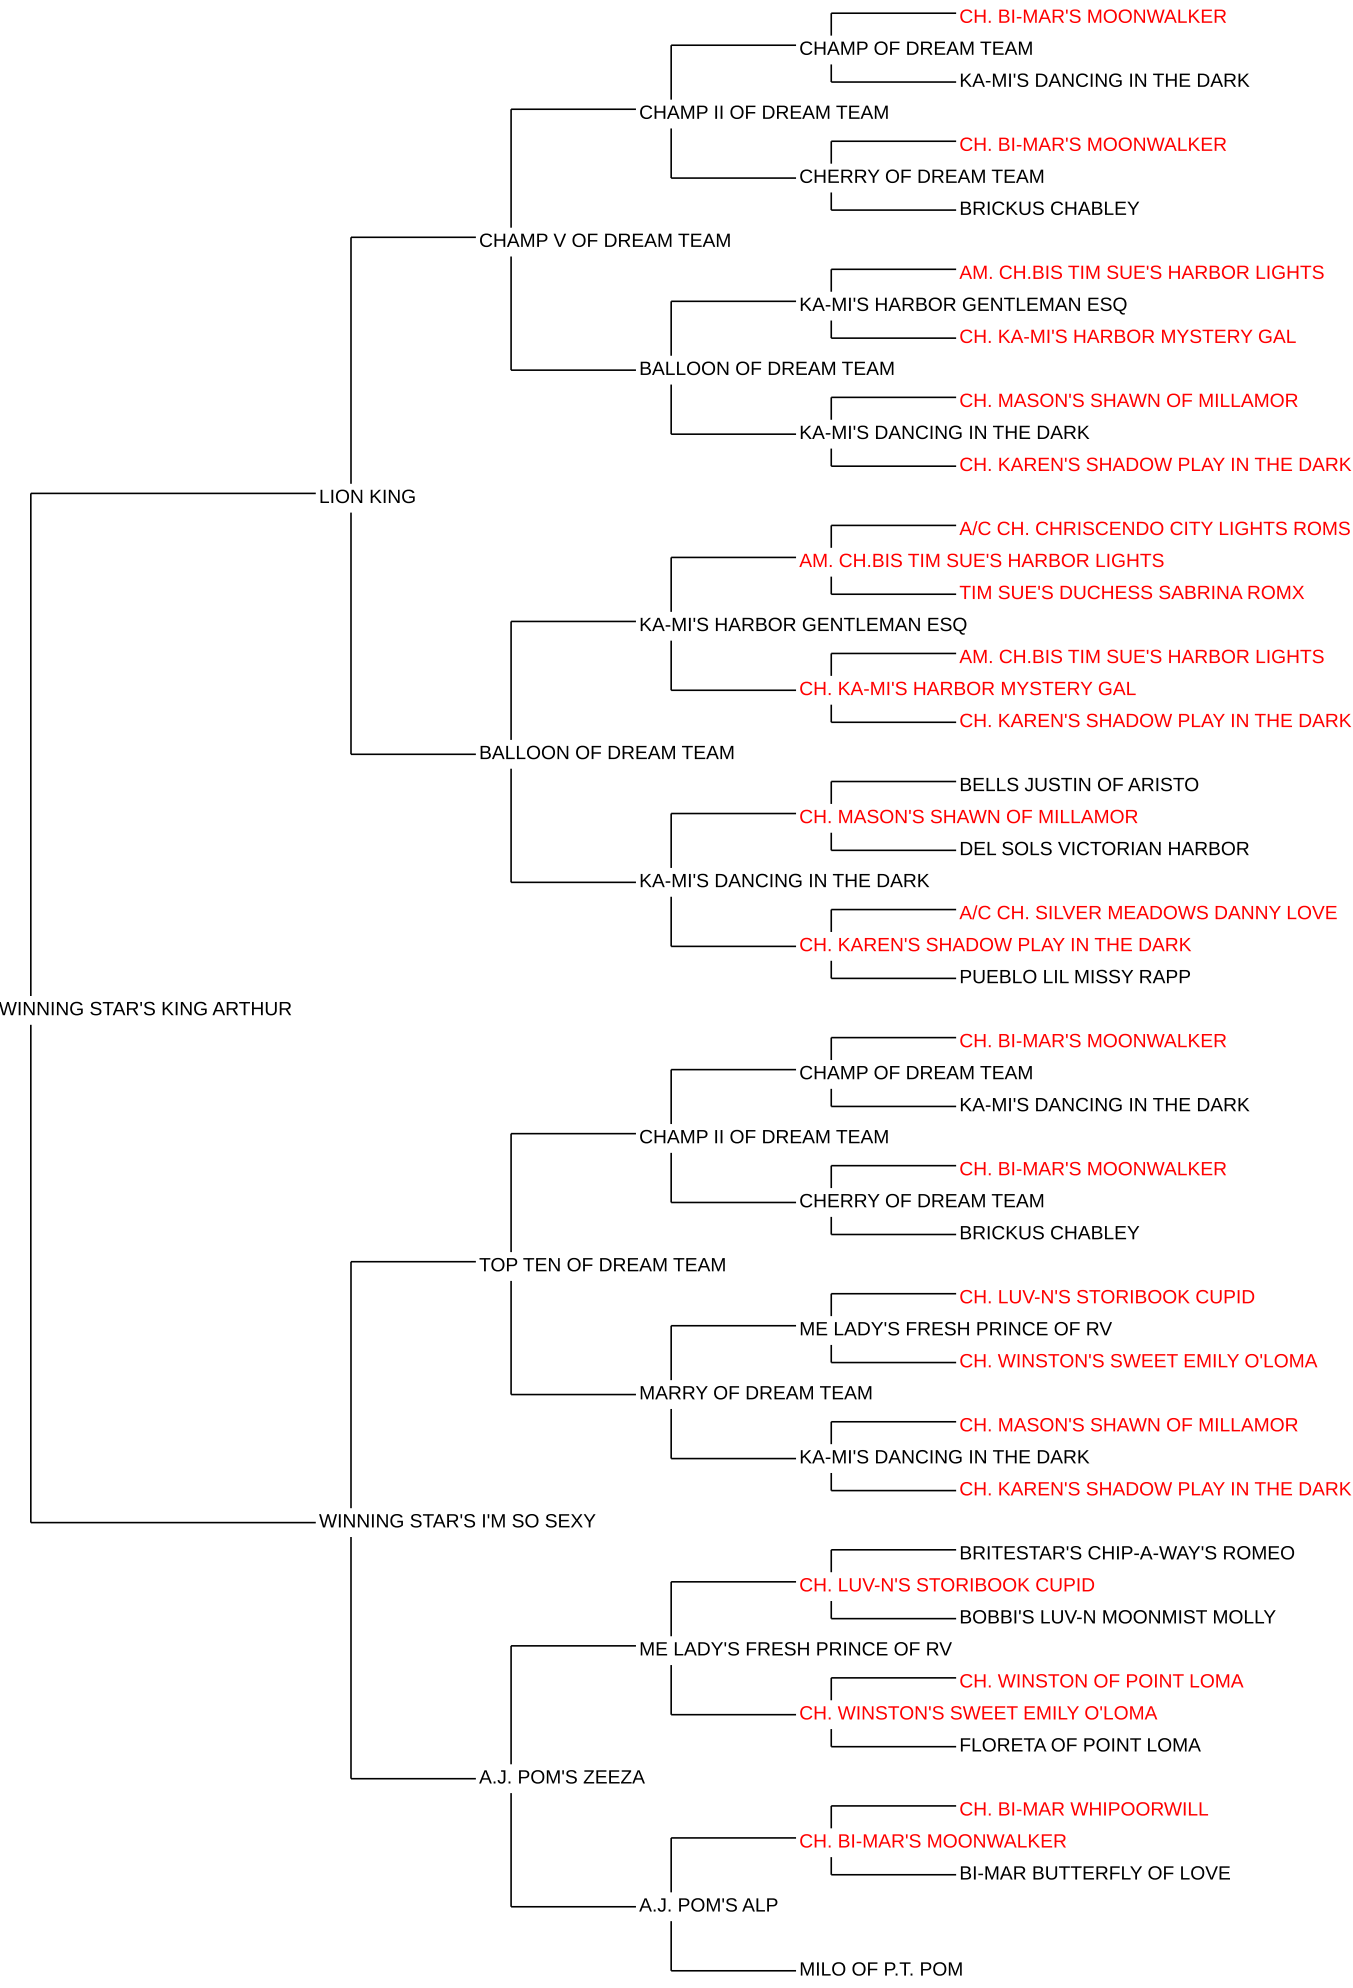 CH. BI-MAR'S MOONWALKER
CHAMP OF DREAM TEAM
KA-MI'S DANCING IN THE DARK
CHAMP II OF DREAM TEAM
CH. BI-MAR'S MOONWALKER
CHERRY OF DREAM TEAM
BRICKUS CHABLEY
CHAMP V OF DREAM TEAM
AM. CH.BIS TIM SUE'S HARBOR LIGHTS
KA-MI'S HARBOR GENTLEMAN ESQ
CH. KA-MI'S HARBOR MYSTERY GAL
BALLOON OF DREAM TEAM
CH. MASON'S SHAWN OF MILLAMOR
KA-MI'S DANCING IN THE DARK
CH. KAREN'S SHADOW PLAY IN THE DARK
LION KING
A/C CH. CHRISCENDO CITY LIGHTS ROMS
AM. CH.BIS TIM SUE'S HARBOR LIGHTS
TIM SUE'S DUCHESS SABRINA ROMX
KA-MI'S HARBOR GENTLEMAN ESQ
AM. CH.BIS TIM SUE'S HARBOR LIGHTS
CH. KA-MI'S HARBOR MYSTERY GAL
CH. KAREN'S SHADOW PLAY IN THE DARK
BALLOON OF DREAM TEAM
BELLS JUSTIN OF ARISTO
CH. MASON'S SHAWN OF MILLAMOR
DEL SOLS VICTORIAN HARBOR
KA-MI'S DANCING IN THE DARK
A/C CH. SILVER MEADOWS DANNY LOVE
CH. KAREN'S SHADOW PLAY IN THE DARK
PUEBLO LIL MISSY RAPP
WINNING STAR'S KING ARTHUR
CH. BI-MAR'S MOONWALKER
CHAMP OF DREAM TEAM
KA-MI'S DANCING IN THE DARK
CHAMP II OF DREAM TEAM
CH. BI-MAR'S MOONWALKER
CHERRY OF DREAM TEAM
BRICKUS CHABLEY
TOP TEN OF DREAM TEAM
CH. LUV-N'S STORIBOOK CUPID
ME LADY'S FRESH PRINCE OF RV
CH. WINSTON'S SWEET EMILY O'LOMA
MARRY OF DREAM TEAM
CH. MASON'S SHAWN OF MILLAMOR
KA-MI'S DANCING IN THE DARK
CH. KAREN'S SHADOW PLAY IN THE DARK
WINNING STAR'S I'M SO SEXY
BRITESTAR'S CHIP-A-WAY'S ROMEO
CH. LUV-N'S STORIBOOK CUPID
BOBBI'S LUV-N MOONMIST MOLLY
ME LADY'S FRESH PRINCE OF RV
CH. WINSTON OF POINT LOMA
CH. WINSTON'S SWEET EMILY O'LOMA
FLORETA OF POINT LOMA
A.J. POM'S ZEEZA
CH. BI-MAR WHIPOORWILL
CH. BI-MAR'S MOONWALKER
BI-MAR BUTTERFLY OF LOVE
A.J. POM'S ALP
MILO OF P.T. POM